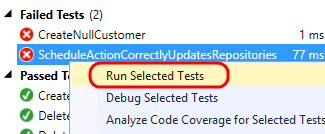 Failed Tests (2)
CreateNullCustomer 1 ms
ScheduleActionCorrectlyUpdatesRepositories 77 ms
Passed
Run Selected Tests
Create
Debug Selected Tests
Delete
Analyze Code Coverage for Selected Tests
Delete